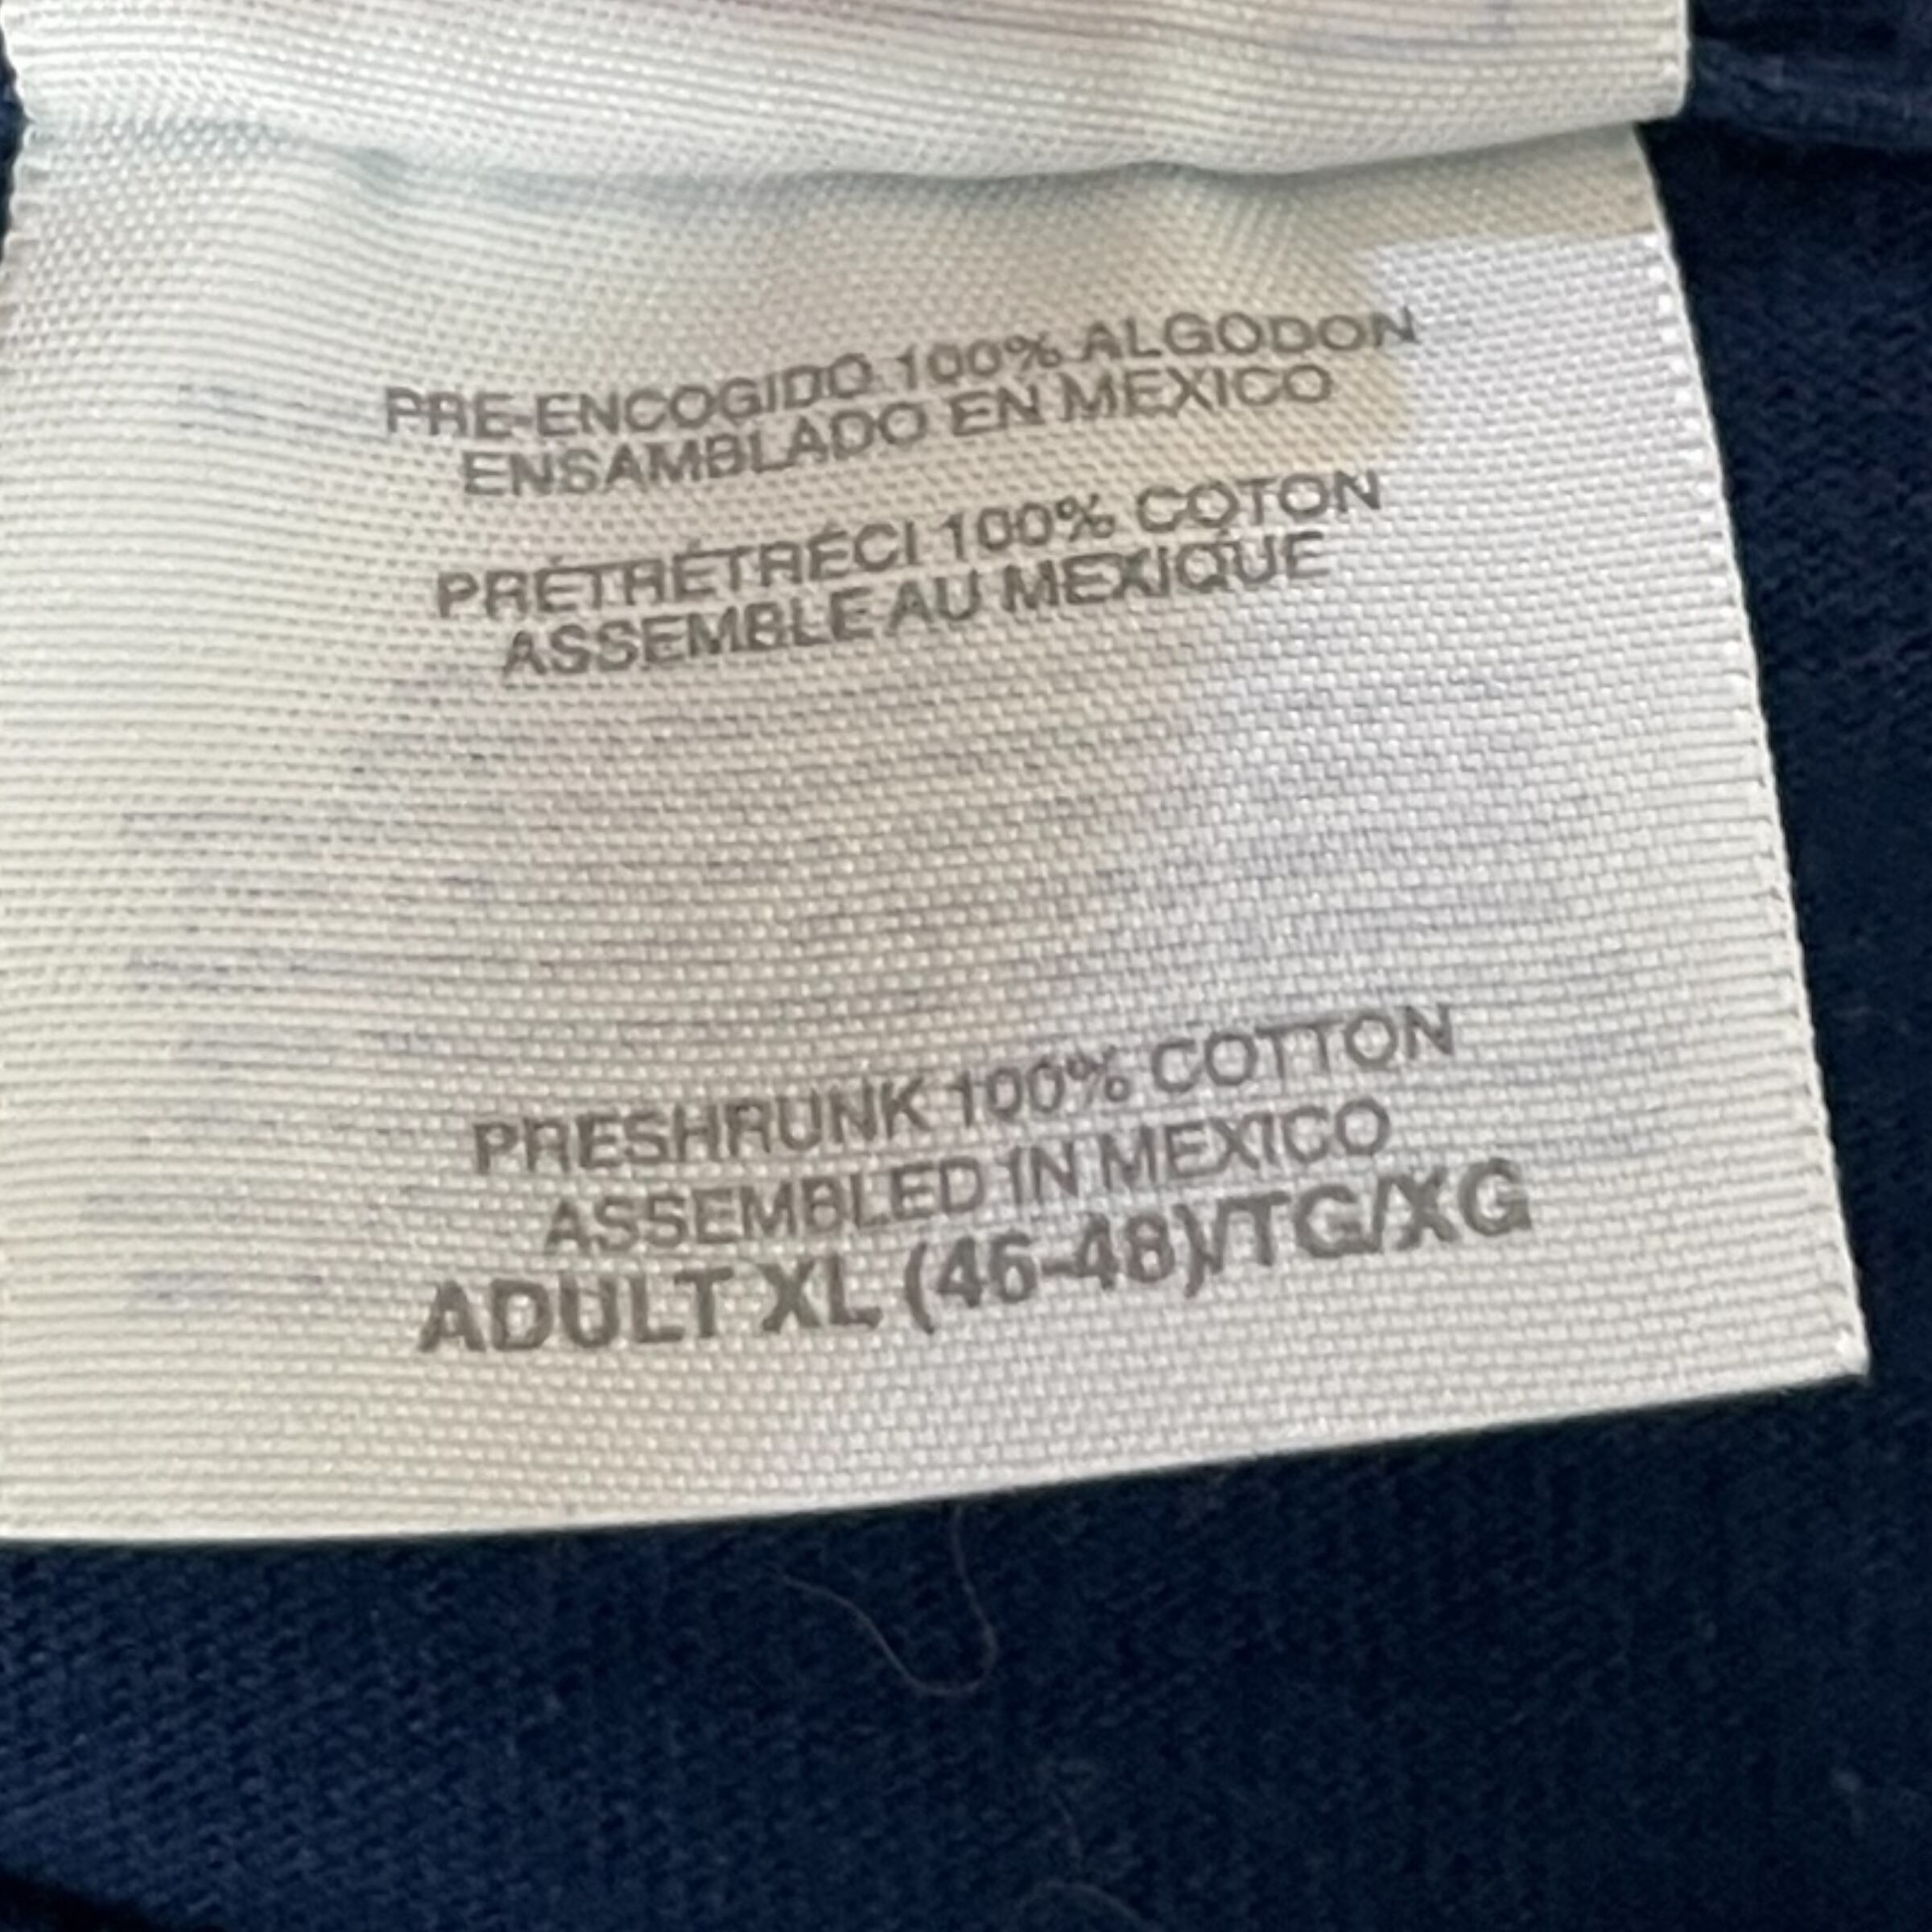 PRE-ENCOGIDO 100% ALGODON
ENSAMBLADO EN MEXICO
PRÉTRÉTRÉCI 100% COTON
ASSEMBLE AU MEXIQUE
PRESHRUNK 100% COTTON
ASSEMBLED IN MEXICO
ADULT XL (46-48)/TG/XG